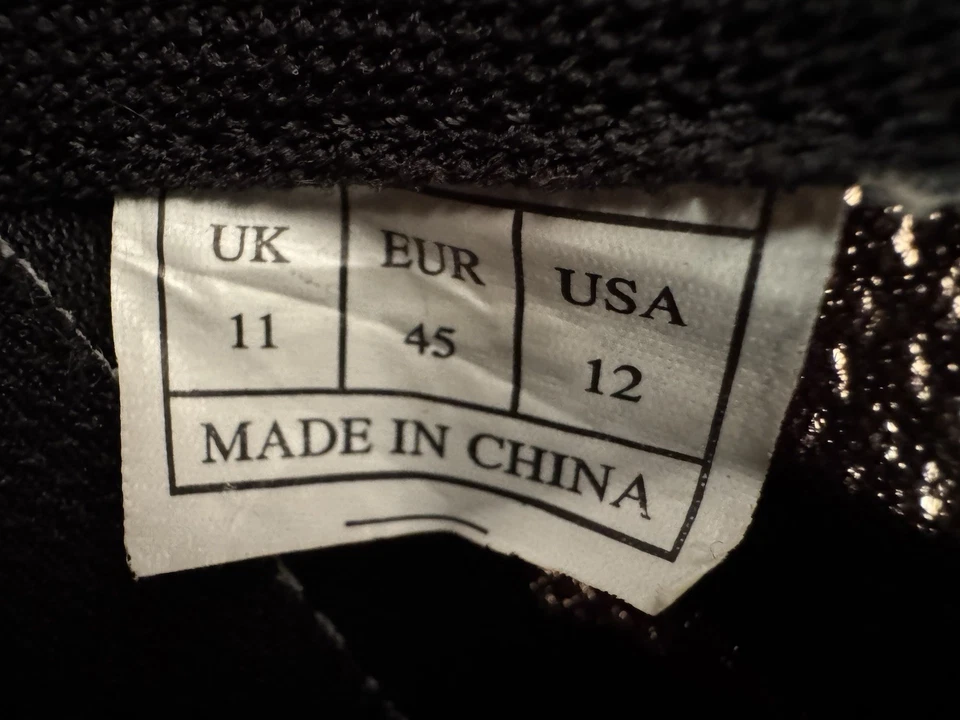 UK EUR USA
11 45 12
MADE IN CHINA